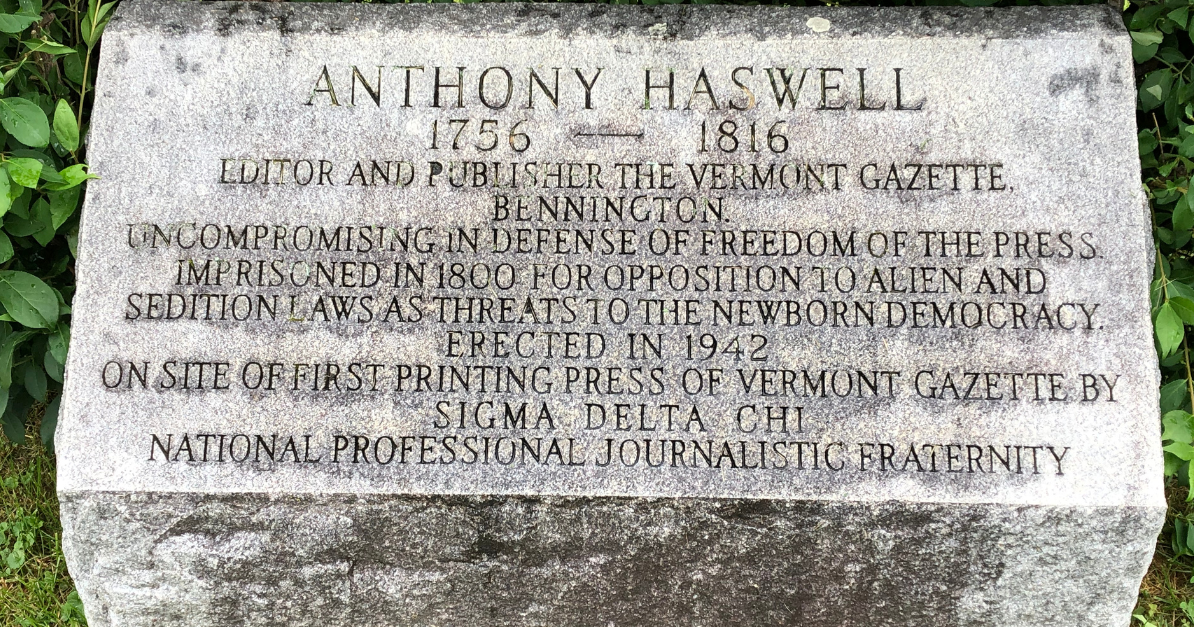 ANTHONY HASWELL
1756 — 1816
EDITOR AND PUBLISHER THE VERMONT GAZETTE,
BENNINGTON.
UNCOMPROMISING IN DEFENSE OF FREEDOM OF THE PRESS.
IMPRISONED IN 1800 FOR OPPOSITION TO ALIEN AND
SEDITION LAWS AS THREATS TO THE NEWBORN DEMOCRACY.
ERECTED IN 1942
ON SITE OF FIRST PRINTING PRESS OF VERMONT GAZETTE BY
SIGMA DELTA CHI
NATIONAL PROFESSIONAL JOURNALISTIC FRATERNITY